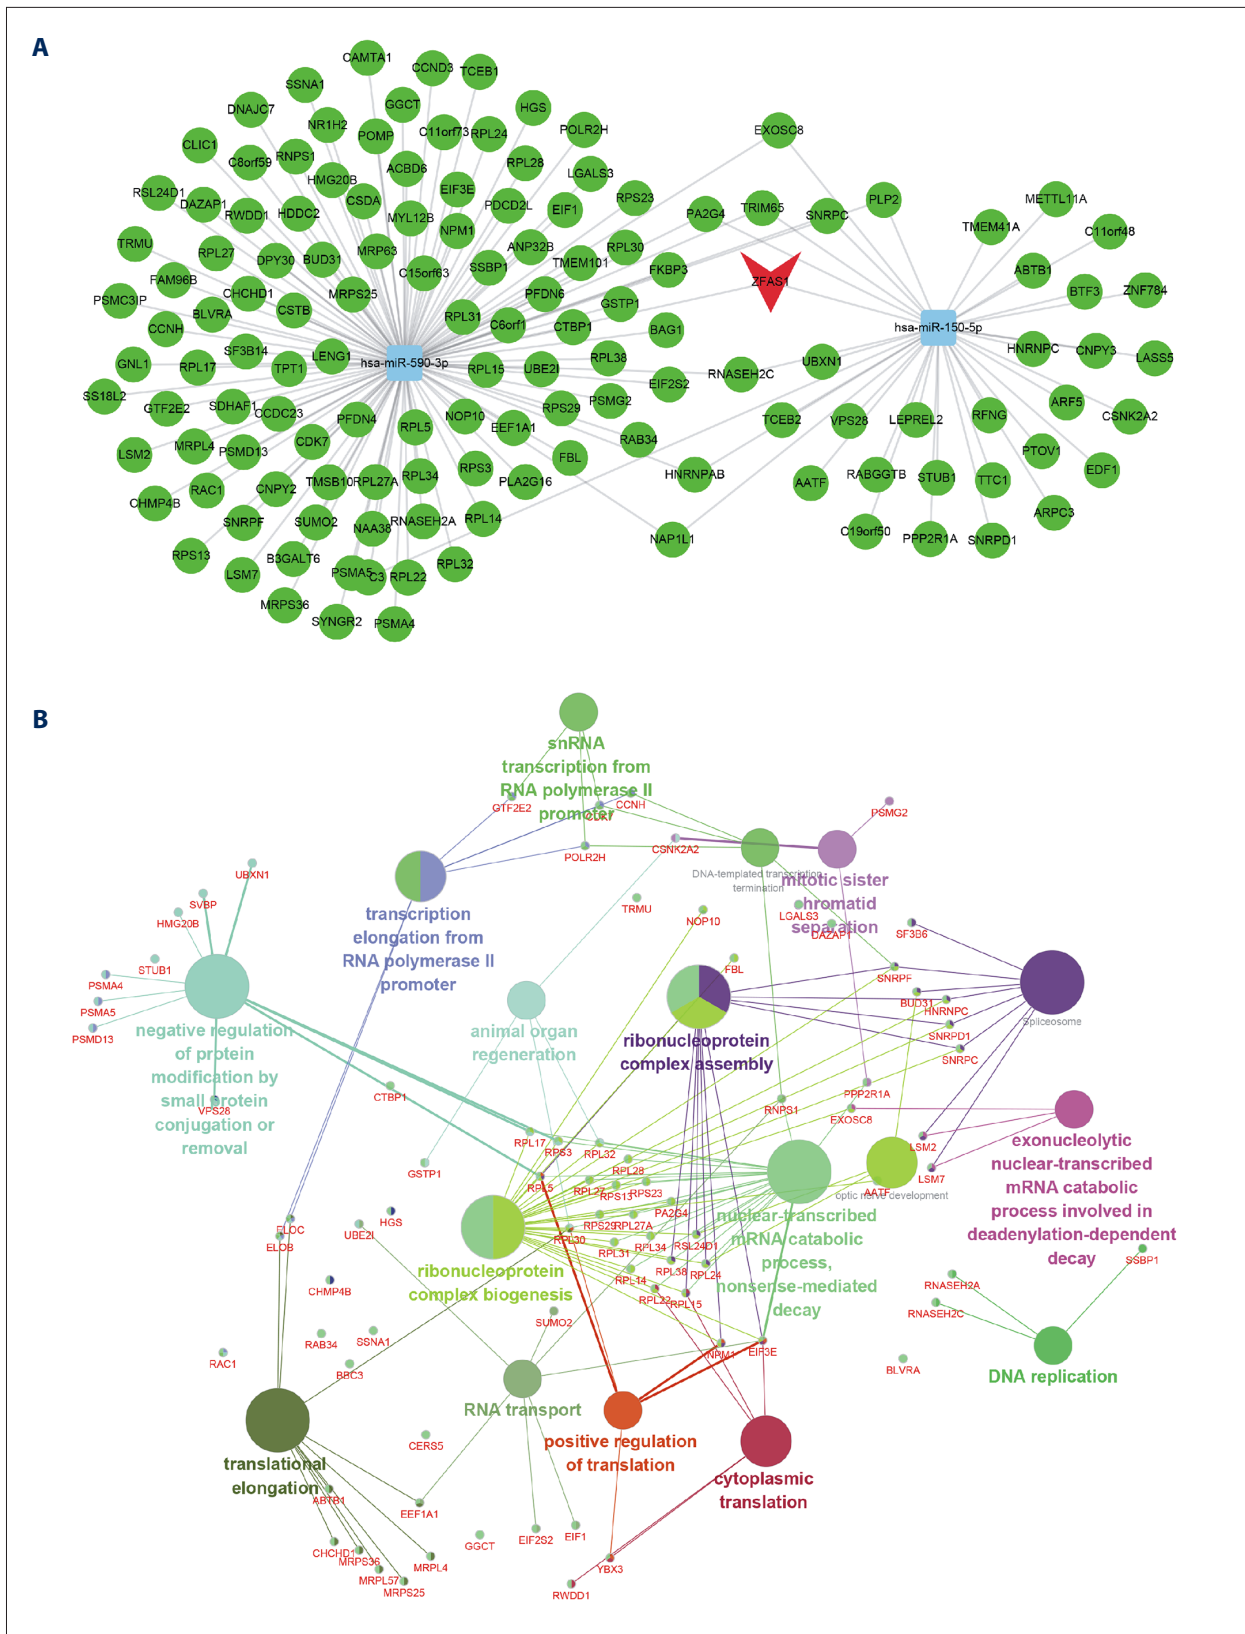 A
CAMTA1
CCND3
TCEB1
SSNA1
GGCT
HGS
DNAJC7
NR1H2
POMP
C11orf73
RPL24
POLR2H
EXOSC8
CLIC1
C8orf59
RNPS1
ACBD6
RPL28
LGALS3
HMG20B
RSL24D1
DAZAP1
CSDA
EIF3E
RPS23
RWDD1
HDDC2
MYL12B
PDCD2L
EIF1
PA2G4
TRIM65
SNRPC
PLP2
METTL11A
NPM1
TMEM41A
C11orf48
TRMU
RPL27
DPY30
BUD31
MRP63
ANP32B
RPL30
C15orf63
SSBP1
TMEM101
FKBP3
ABTB1
FAM96B
ZFAS1
PSMC3IP
CHCHD1
MRPS25
PFDN6
GSTP1
BTF3
ZNF784
BLVRA
CSTB
RPL31
C6orf1
CTBP1
BAG1
CCNH
hsa-miR-150-5p
SF3B14
LENG1
hsa-miR-590-3p
HNRNPC
CNPY3
LASS5
GNL1
RPL17
TPT1
RPL15
UBE2I
RPL38
EIF2S2
RNASEH2C
UBXN1
SS18L2
GTF2E2
SDHAF1
CCDC23
PFDN4
NOP10
RPS29
PSMG2
ARF5
CSNK2A2
RPL5
EEF1A1
RAB34
TCEB2
VPS28
LEPREL2
RFNG
LSM2
MRPL4
PSMD13
CDK7
FBL
PTOV1
EDF1
RPS3
CHMP4B
RAC1
CNPY2
TMSB10
RPL27A
RPL34
PLA2G16
HNRNPAB
AATF
RABGGTB
STUB1
TTC1
SNRPF
SUMO2
NAA38
RNASEH2A
RPL14
ARPC3
RPS13
B3GALT6
RPL32
NAP1L1
C19orf50
PPP2R1A
SNRPD1
LSM7
PSMA5
C3
RPL22
MRPS36
SYNGR2
PSMA4
B
snRNA
transcription from
RNA polymerase II
promoter
GTF2E2
CDK7
CCNH
PSMG2
POLR2H
CSNK2A2
DNA-templated transcription,
termination
mitotic sister
chromatid
separation
UBXN1
SVBP
HMG20B
STUB1
PSMA4
PSMA5
PSMD13
transcription
elongation from
RNA polymerase II
promoter
TRMU
NOP10
LGALS3
DAZAP1
SF3B6
FBL
SNRPF
BUD31
HNRNPC
SNRPD1
SNRPC
Spliceosome
negative regulation
of protein
modification by
small protein
conjugation or
removal
VPS28
animal organ
regeneration
ribonucleoprotein
complex assembly
CTBP1
PPP2R1A
RNPS1
EXOSC8
exonucleolytic
nuclear-transcribed
mRNA catabolic
process involved in
deadenylation-dependent
decay
LSM2
LSM7
RPL17
RPS3
RPL32
GSTP1
RPL5
RPL28
RPL27
RPS13
RPS23
AATF
optic nerve development
PA2G4
nuclear-transcribed
mRNA catabolic
process,
nonsense-mediated
decay
HGS
ELOC
ELOB
UBE2I
RPS29
RPL27A
RPL30
RPL31
RPL34
RSL24D1
ribonucleoprotein
complex biogenesis
RPL38
RPL24
RPL14
RPL22
RPL15
SSBP1
RNASEH2A
RNASEH2C
CHMP4B
SUMO2
RAB34
SSNA1
RAC1
BBC3
NPM1
EIF3E
BLVRA
DNA replication
RNA transport
CERS5
positive regulation
of translation
translational
elongation
cytoplasmic
translation
ABTB1
EEF1A1
GGCT
EIF2S2
EIF1
CHCHD1
MRPS36
MRPL4
MRPL57
MRPS25
YBX3
RWDD1